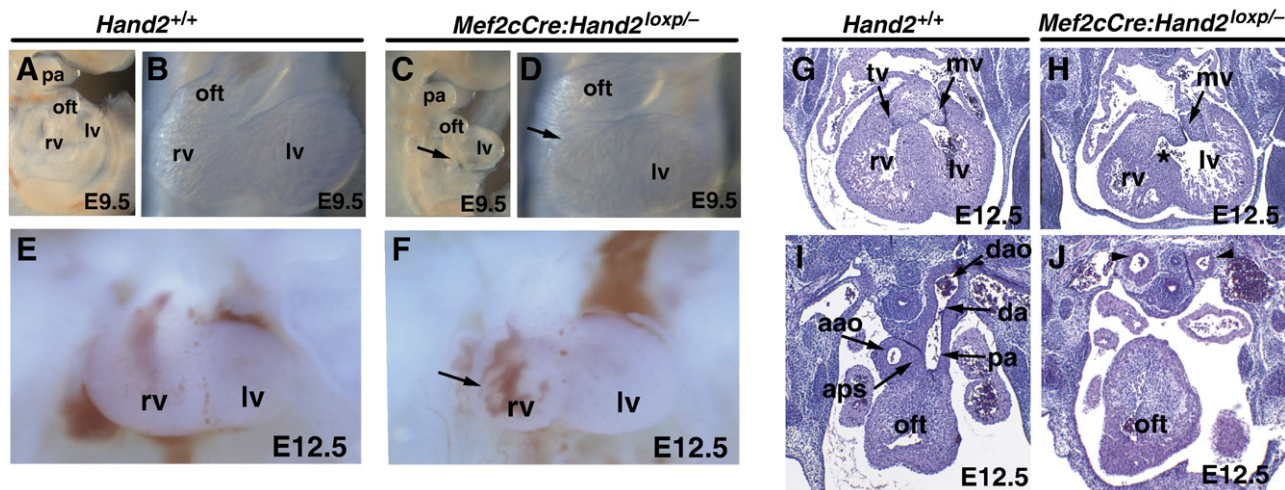 Hand2+/+
Mef2cCre:Hand2loxp/–
Hand2+/+
Mef2cCre:Hand2loxp/–
A
pa
oft
rv
lv
E9.5
B
oft
rv
lv
E9.5
C
pa
oft
lv
E9.5
D
oft
lv
E9.5
G
tv
mv
rv
lv
E12.5
H
mv
*
rv
lv
E12.5
E
rv
lv
E12.5
F
rv
lv
E12.5
I
dao
da
aao
pa
aps
oft
E12.5
J
oft
E12.5